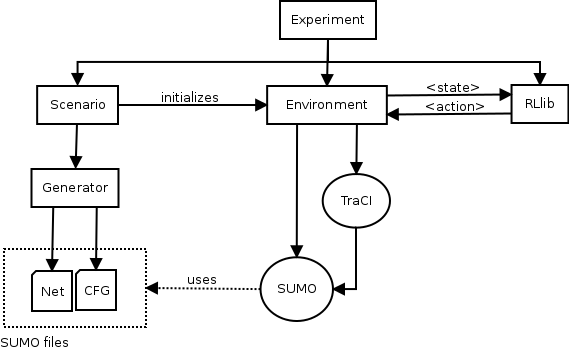 Experiment
Scenario
initializes
Environment
<state>
<action>
RLlib
Generator
TraCI
Net
CFG
uses
SUMO
SUMO files